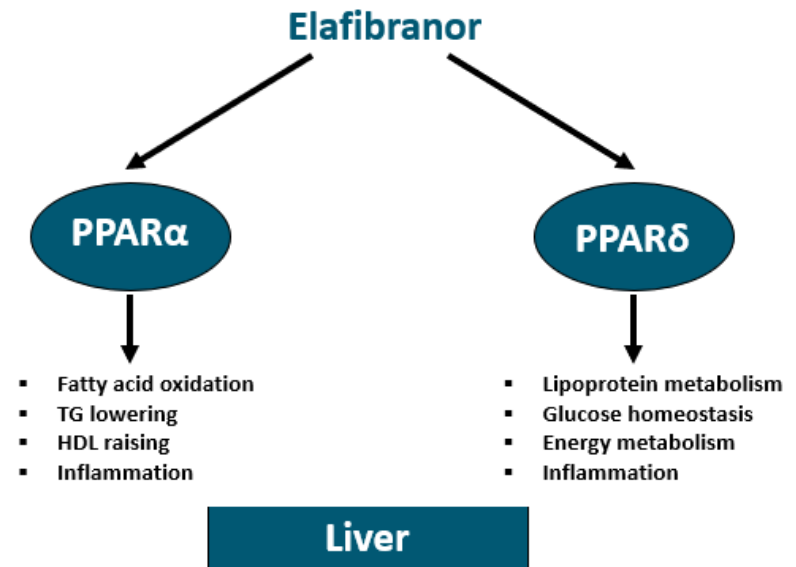 Elafibranor
PPARα
PPARδ
▪ Fatty acid oxidation
▪ TG lowering
▪ HDL raising
▪ Inflammation
▪ Lipoprotein metabolism
▪ Glucose homeostasis
▪ Energy metabolism
▪ Inflammation
Liver